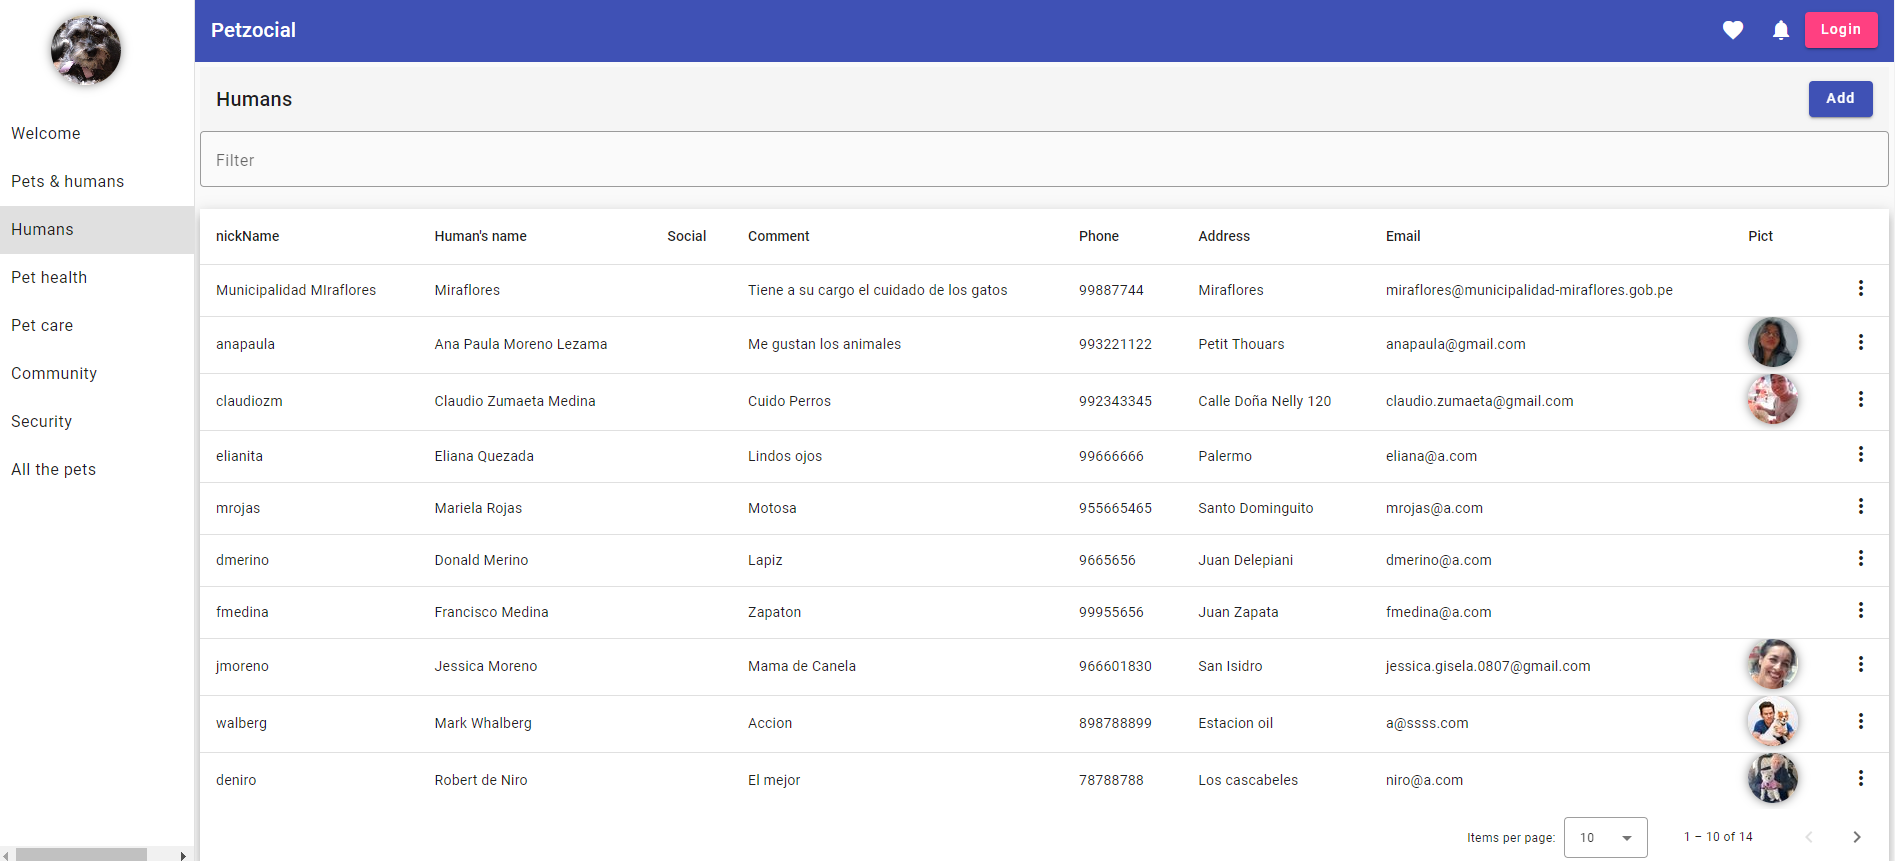 Petzocial
Login
Welcome
Pets & humans
Humans
Pet health
Pet care
Community
Security
All the pets
Humans
Add
Filter
nickName Human's name Social Comment Phone Address Email Pict
Municipalidad MIraflores Miraflores Tiene a su cargo el cuidado de los gatos 99887744 Miraflores miraflores@municipalidad-miraflores.gob.pe
anapaula Ana Paula Moreno Lezama Me gustan los animales 993221122 Petit Thouars anapaula@gmail.com
claudiozm Claudio Zumaeta Medina Cuido Perros 992343345 Calle Doña Nelly 120 claudio.zumaeta@gmail.com
elianita Eliana Quezada Lindos ojos 99666666 Palermo eliana@a.com
mrojas Mariela Rojas Motosa 955665465 Santo Dominguito mrojas@a.com
dmerino Donald Merino Lapiz 9665656 Juan Delepiani dmerino@a.com
fmedina Francisco Medina Zapaton 99955656 Juan Zapata fmedina@a.com
jmoreno Jessica Moreno Mama de Canela 966601830 San Isidro jessica.gisela.0807@gmail.com
walberg Mark Whalberg Accion 898788899 Estacion oil a@ssss.com
deniro Robert de Niro El mejor 78788788 Los cascabeles niro@a.com
Items per page: 10 1 – 10 of 14